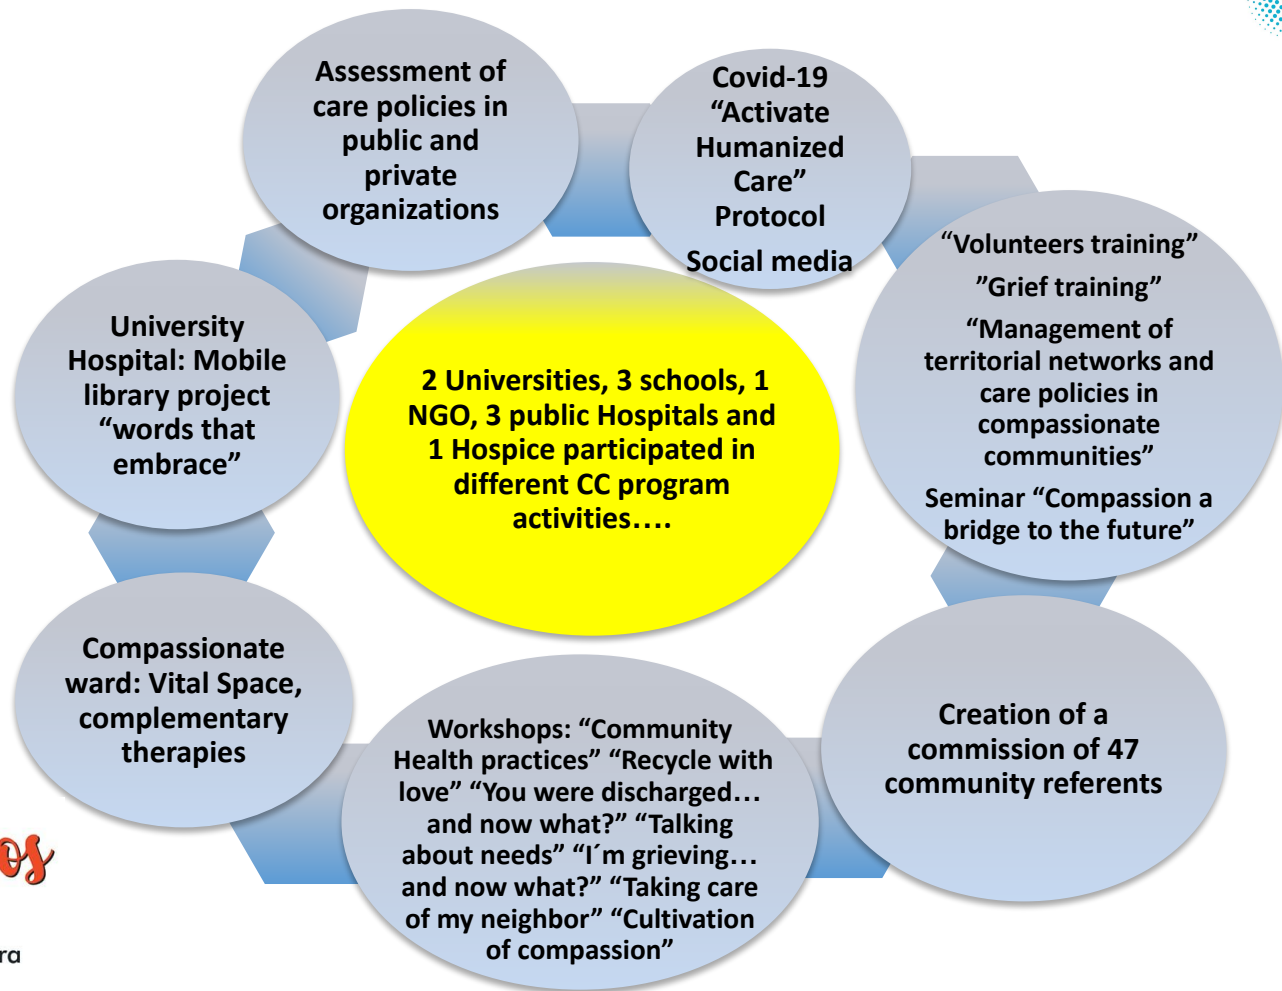 Assessment of
care policies in
public and
private
organizations
Covid-19
“Activate
Humanized
Care”
Protocol
Social media
“Volunteers training”
”Grief training”
“Management of
territorial networks and
care policies in
compassionate
communities”
Seminar “Compassion a
bridge to the future”
University
Hospital: Mobile
library project
“words that
embrace”
2 Universities, 3 schools, 1
NGO, 3 public Hospitals and
1 Hospice participated in
different CC program
activities....
Compassionate
ward: Vital Space,
complementary
therapies
Workshops: “Community
Health practices” “Recycle with
love” “You were discharged...
and now what?” “Talking
about needs” “I´m grieving...
and now what?” “Taking care
of my neighbor” “Cultivation
of compassion”
Creation of a
commission of 47
community referents
os
ra